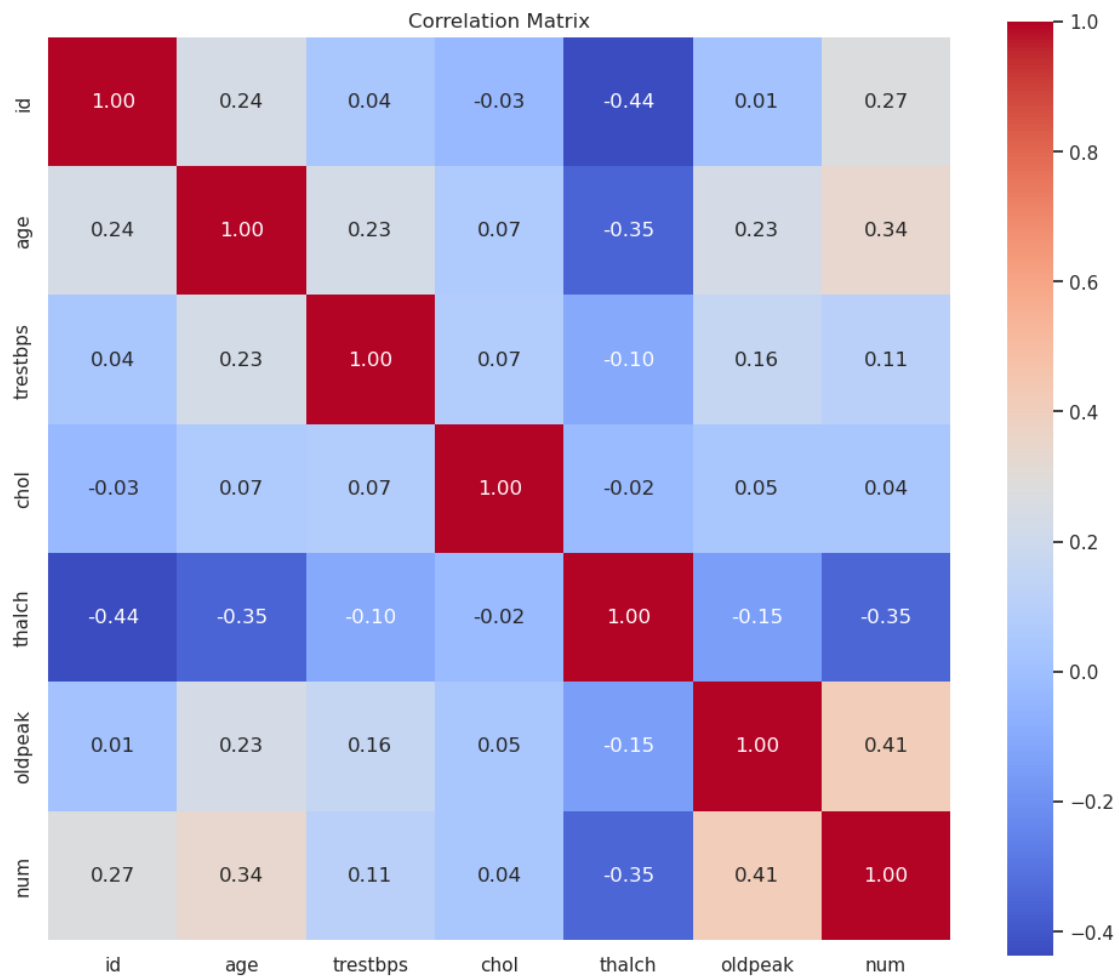 Correlation Matrix
id 1.00 0.24 0.04 -0.03 -0.44 0.01 0.27
age 0.24 1.00 0.23 0.07 -0.35 0.23 0.34
trestbps 0.04 0.23 1.00 0.07 -0.10 0.16 0.11
chol -0.03 0.07 0.07 1.00 -0.02 0.05 0.04
thalch -0.44 -0.35 -0.10 -0.02 1.00 -0.15 -0.35
oldpeak 0.01 0.23 0.16 0.05 -0.15 1.00 0.41
num 0.27 0.34 0.11 0.04 -0.35 0.41 1.00
id age trestbps chol thalch oldpeak num
1.0
0.8
0.6
0.4
0.2
0.0
−0.2
−0.4